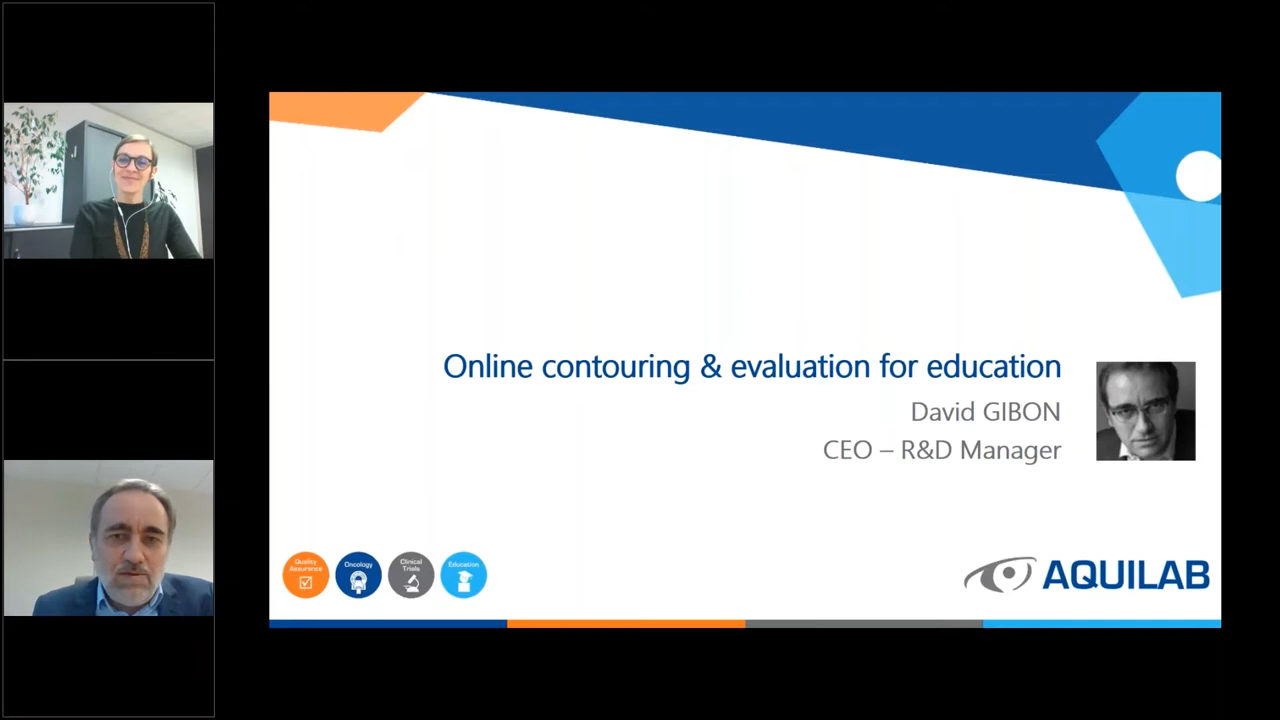 Online contouring & evaluation for education
David GIBON
CEO – R&D Manager
Quality
Assurance
Oncology
Clinical
Trials
Education
AQUILAB